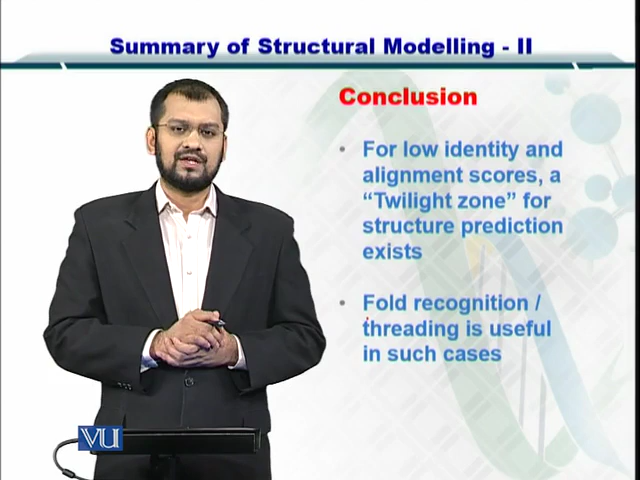 Summary of Structural Modelling - II
Conclusion
• For low identity and
alignment scores, a
“Twilight zone” for
structure prediction
exists
• Fold recognition /
threading is useful
in such cases
VU